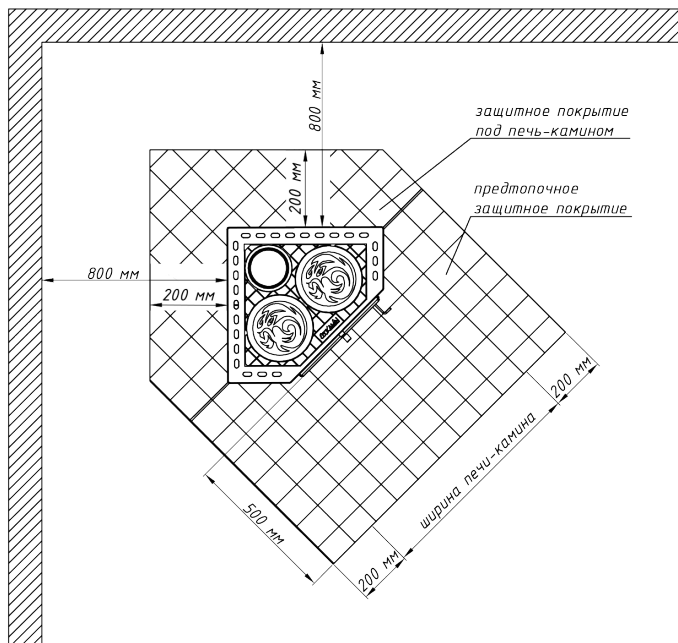 800 мм
защитное покрытие
под печь-камином
200 мм
предтопочное
защитное покрытие
800 мм
200 мм
200 мм
ширина печи-камина
500 мм
200 мм